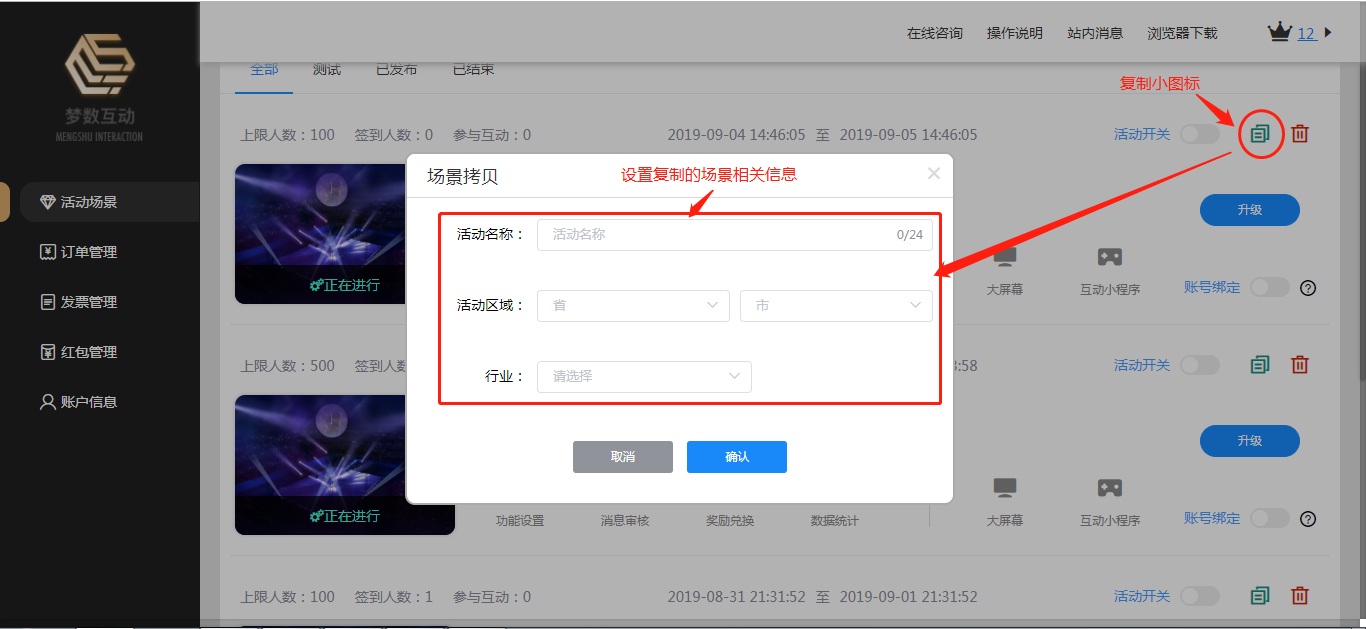 在线咨询 操作说明 站内消息 浏览器下载 12
梦数互动
MENGSHU INTERACTION
活动场景
订单管理
发票管理
红包管理
账户信息
全部 测试 已发布 已结束
复制小图标
上限人数：100 签到人数：0 参与互动：0 2019-09-04 14:46:05 至 2019-09-05 14:46:05 活动开关
升级
正在进行
大屏幕 互动小程序 账号绑定
场景拷贝
设置复制的场景相关信息
活动名称： 活动名称 0/24
活动区域： 省 市
行业： 请选择
取消 确认
上限人数：500 签到人数 :58 活动开关
升级
正在进行
功能设置 消息审核 奖励兑换 数据统计 大屏幕 互动小程序 账号绑定
上限人数：100 签到人数：1 参与互动：0 2019-08-31 21:31:52 至 2019-09-01 21:31:52 活动开关